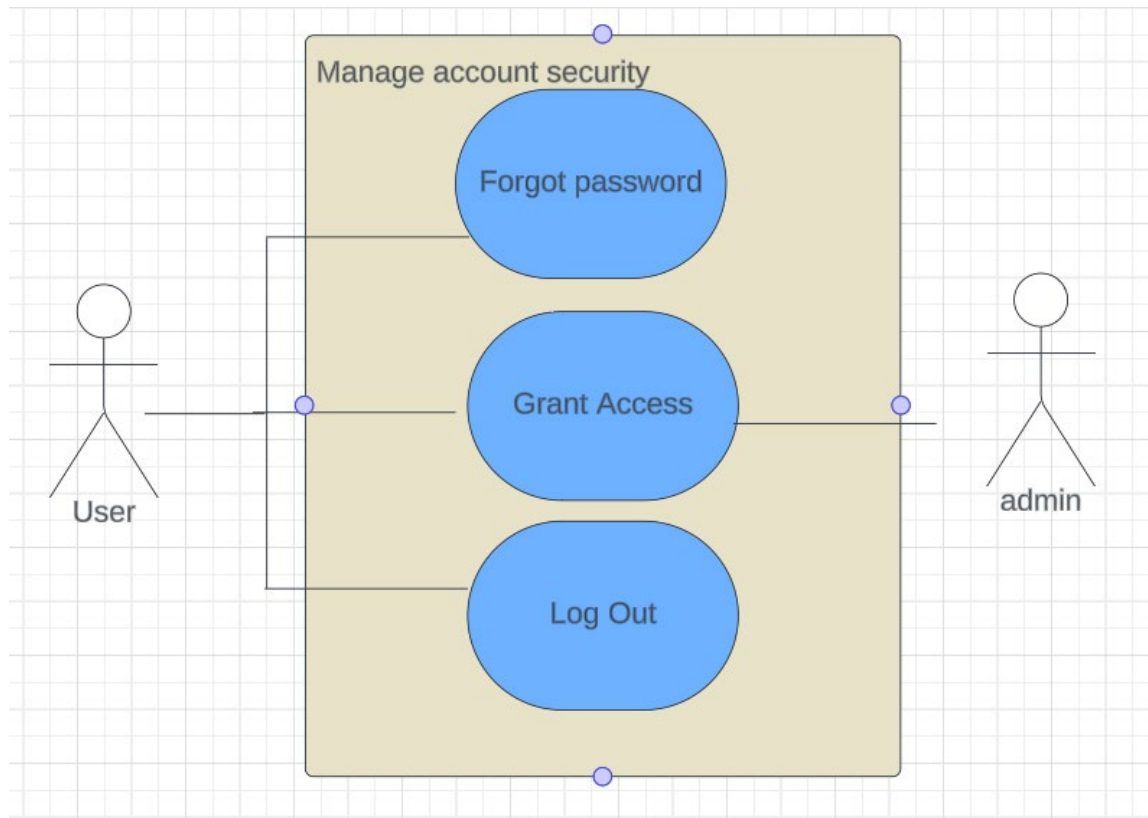 Manage account security
Forgot password
Grant Access
Log Out
User
admin